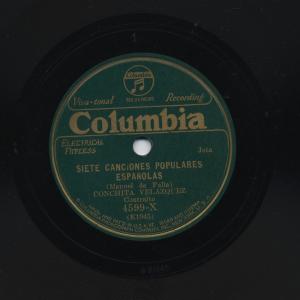 Columbia
Viva-tonal Recording
Columbia
ELECTRICAL
PROCESS
Jota
SIETE CANCIONES POPULARES
ESPAÑOLAS
(Manuel de Falla)
CONCHITA VELAZQUEZ
Contralto
4599-X
(K1945)